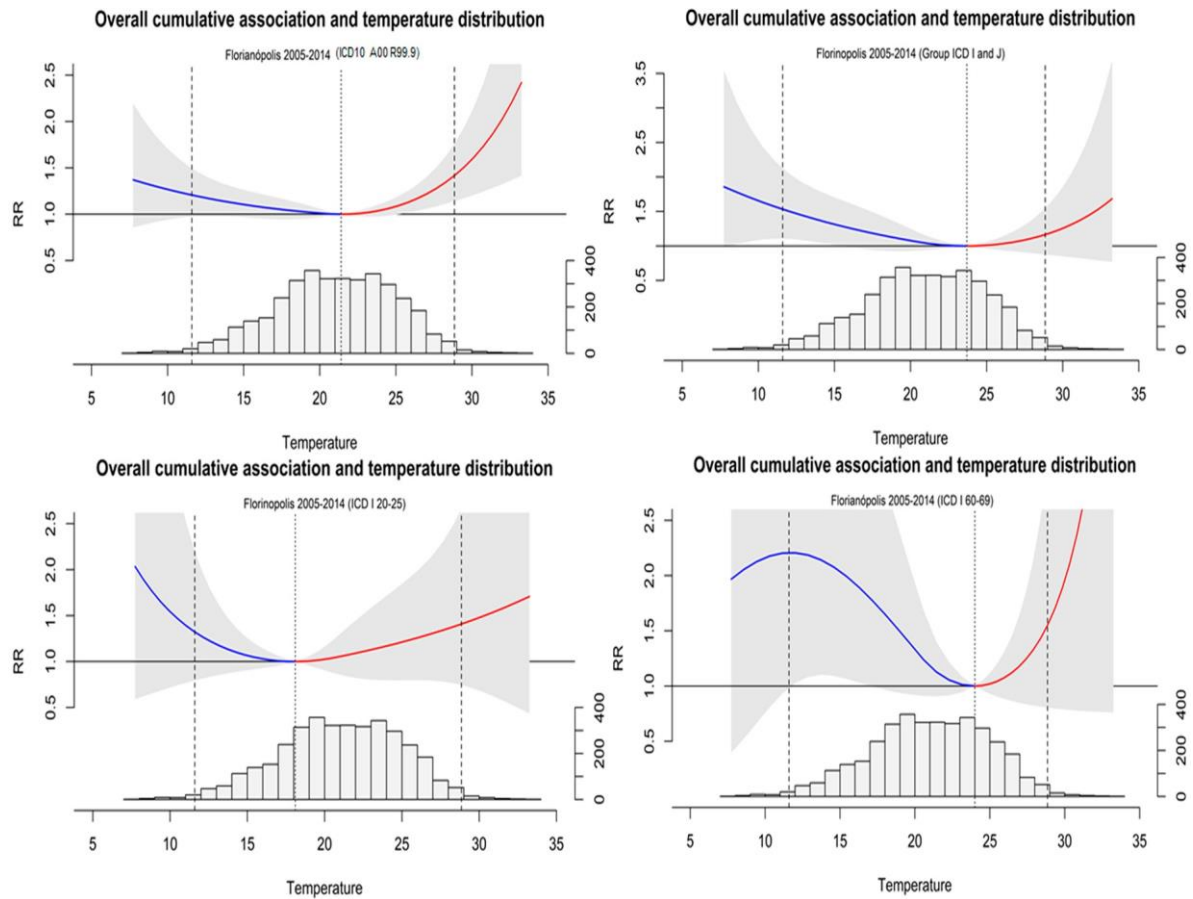 Overall cumulative association and temperature distribution
Florianópolis 2005-2014 (ICD10 A00 R99.9)
RR
2.5
2.0
1.5
1.0
0.5
400
200
0
5 10 15 20 25 30 35
Temperature
Overall cumulative association and temperature distribution
Florinopolis 2005-2014 (Group ICD I and J)
RR
3.5
2.5
1.5
0.5
400
200
0
5 10 15 20 25 30 35
Temperature
Overall cumulative association and temperature distribution
Florinopolis 2005-2014 (ICD I 20-25)
RR
2.5
2.0
1.5
1.0
0.5
400
200
0
5 10 15 20 25 30 35
Temperature
Overall cumulative association and temperature distribution
Florianópolis 2005-2014 (ICD I 60-69)
RR
2.5
2.0
1.5
1.0
0.5
400
200
0
5 10 15 20 25 30 35
Temperature